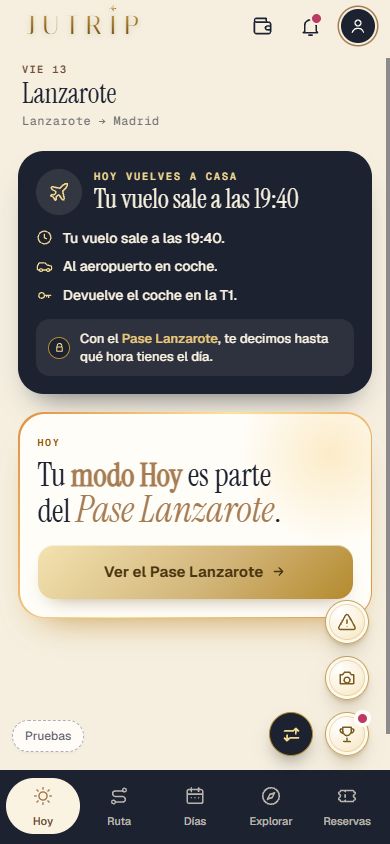 JUTRIP
VIE 13
Lanzarote
Lanzarote → Madrid
HOY VUELVES A CASA
Tu vuelo sale a las 19:40
Tu vuelo sale a las 19:40.
Al aeropuerto en coche.
Devuelve el coche en la T1.
Con el Pase Lanzarote, te decimos hasta
qué hora tienes el día.
HOY
Tu modo Hoy es parte
del Pase Lanzarote.
Ver el Pase Lanzarote →
Pruebas
Hoy
Ruta
Días
Explorar
Reservas